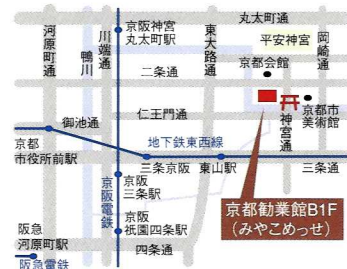 丸太町通
河原町通
鴨川
川端通
京阪神宮
丸太町駅
東大路通
平安神宮
岡崎通
二条通
京都会館
仁王門通
御池通
神宮通
京都市
美術館
地下鉄東西線
京都
市役所前駅
三条京阪
東山駅
三条通
京阪電鉄
京阪
三条駅
京都勧業館B1F
(みやこめっせ)
京阪
祇園四条駅
阪急
河原町駅
四条通
阪急電鉄